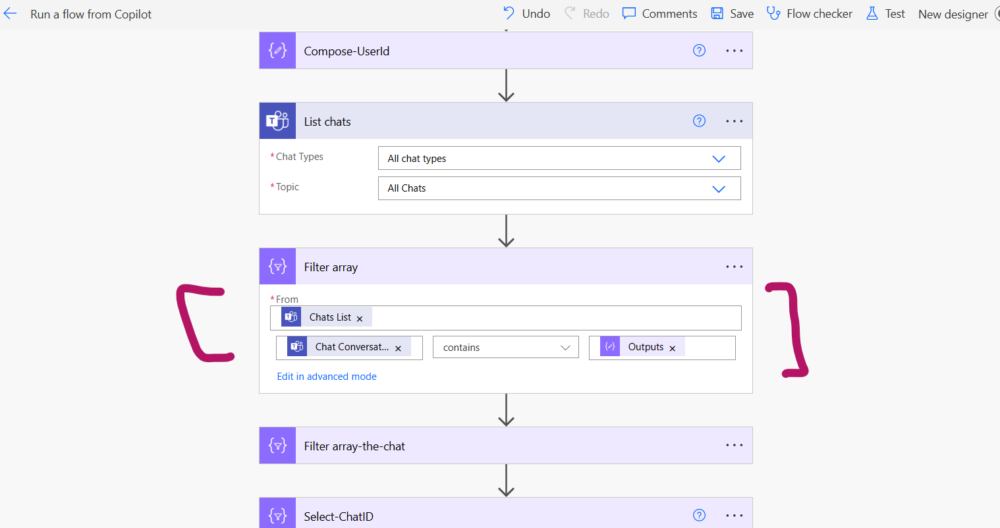 Run a flow from Copilot
Undo Redo Comments Save Flow checker Test New designer
Compose-UserId
List chats
* Chat Types All chat types
* Topic All Chats
Filter array
* From
Chats List ×
Chat Conversat... × contains Outputs ×
Edit in advanced mode
Filter array-the-chat
Select-ChatID